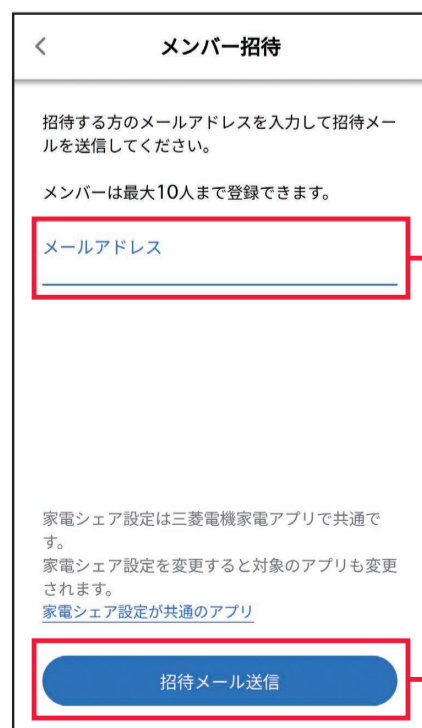 メンバー招待
招待する方のメールアドレスを入力して招待メー
ルを送信してください。
メンバーは最大10人まで登録できます。
メールアドレス
家電シェア設定は三菱電機家電アプリで共通で
す。
家電シェア設定を変更すると対象のアプリも変更
されます。
家電シェア設定が共通のアプリ
招待メール送信